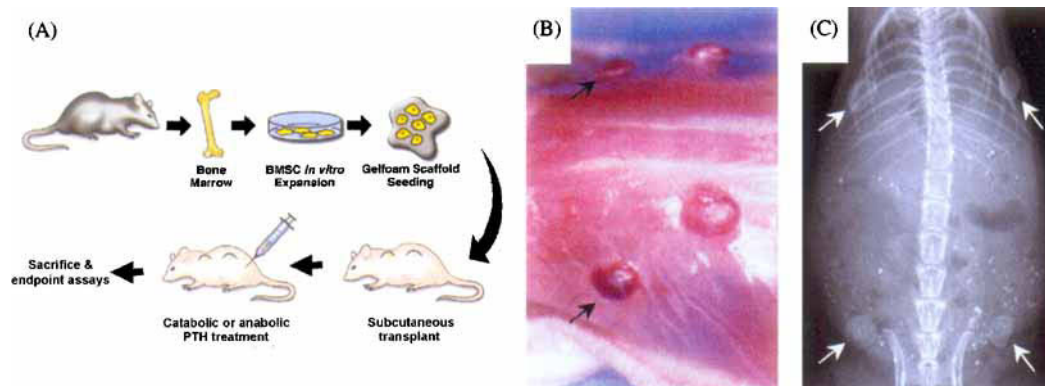 (A)
Bone
Marrow
BMSC in vitro
Expansion
Gelfoam Scaffold
Seeding
Sacrifice &
endpoint assays
Catabolic or anabolic
PTH treatment
Subcutaneous
transplant
(B)
(C)